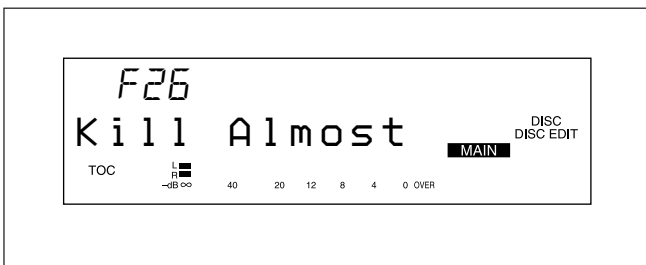 F26
Kill Almost
DISC
DISC EDIT
MAIN
TOC
L
R
–dB ∞ 40 20 12 8 4 0 OVER